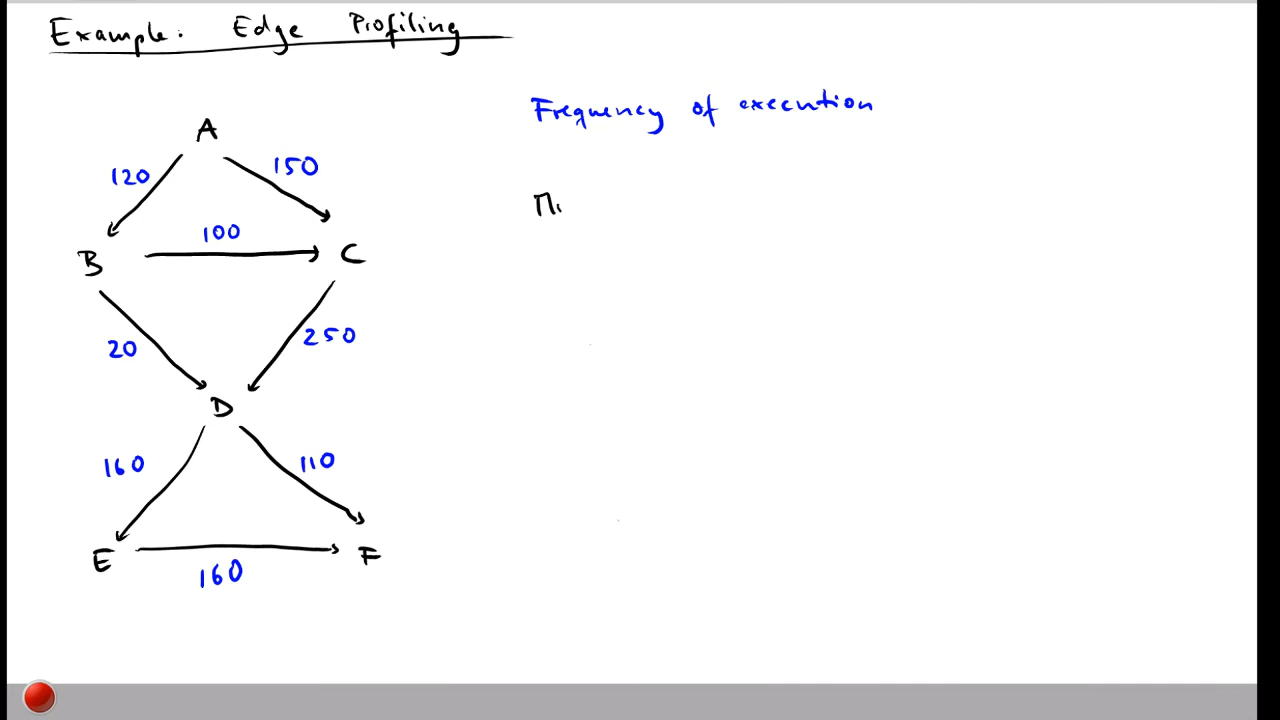 Example: Edge Profiling
Frequency of execution
A
120
150
100
B
C
20
250
D
160
110
E
F
160